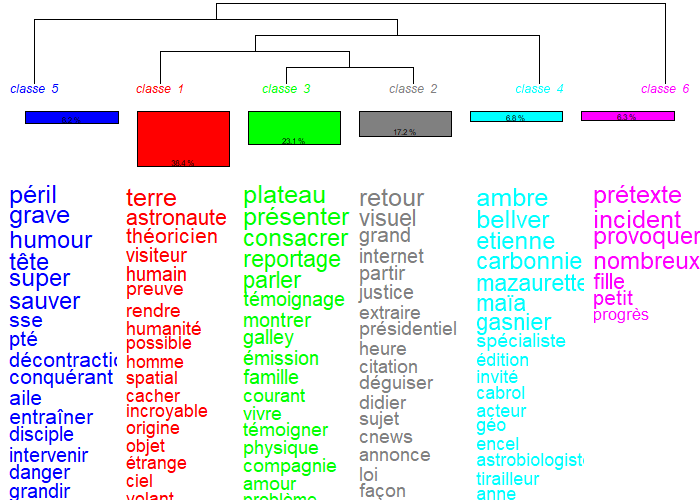 classe 5
classe 1
classe 3
classe 2
classe 4
classe 6
38.4 %
23.1 %
17.2 %
6.8 %
6.3 %
péril
grave
humour
tête
super
sauver
sse
pté
décontractic
conquérant
aile
entraîner
disciple
intervenir
danger
grandir
terre
astronaute
théoricien
visiteur
humain
preuve
rendre
humanité
possible
homme
spatial
cacher
incroyable
origine
objet
étrange
ciel
volant
plateau
présenter
consacrer
reportage
parler
témoignage
montrer
galley
émission
famille
courant
vivre
témoigner
physique
compagnie
amour
problème
retour
visuel
grand
internet
partir
justice
extraire
présidentiel
heure
citation
déguiser
didier
sujet
cnews
annonce
loi
façon
ambre
bellver
etienne
carbonnie
mazaurette
maïa
gasnier
spécialiste
édition
invité
cabrol
acteur
géo
encel
astrobiologiste
tirailleur
anne
prétexte
incident
provoquer
nombreux
fille
petit
progrès